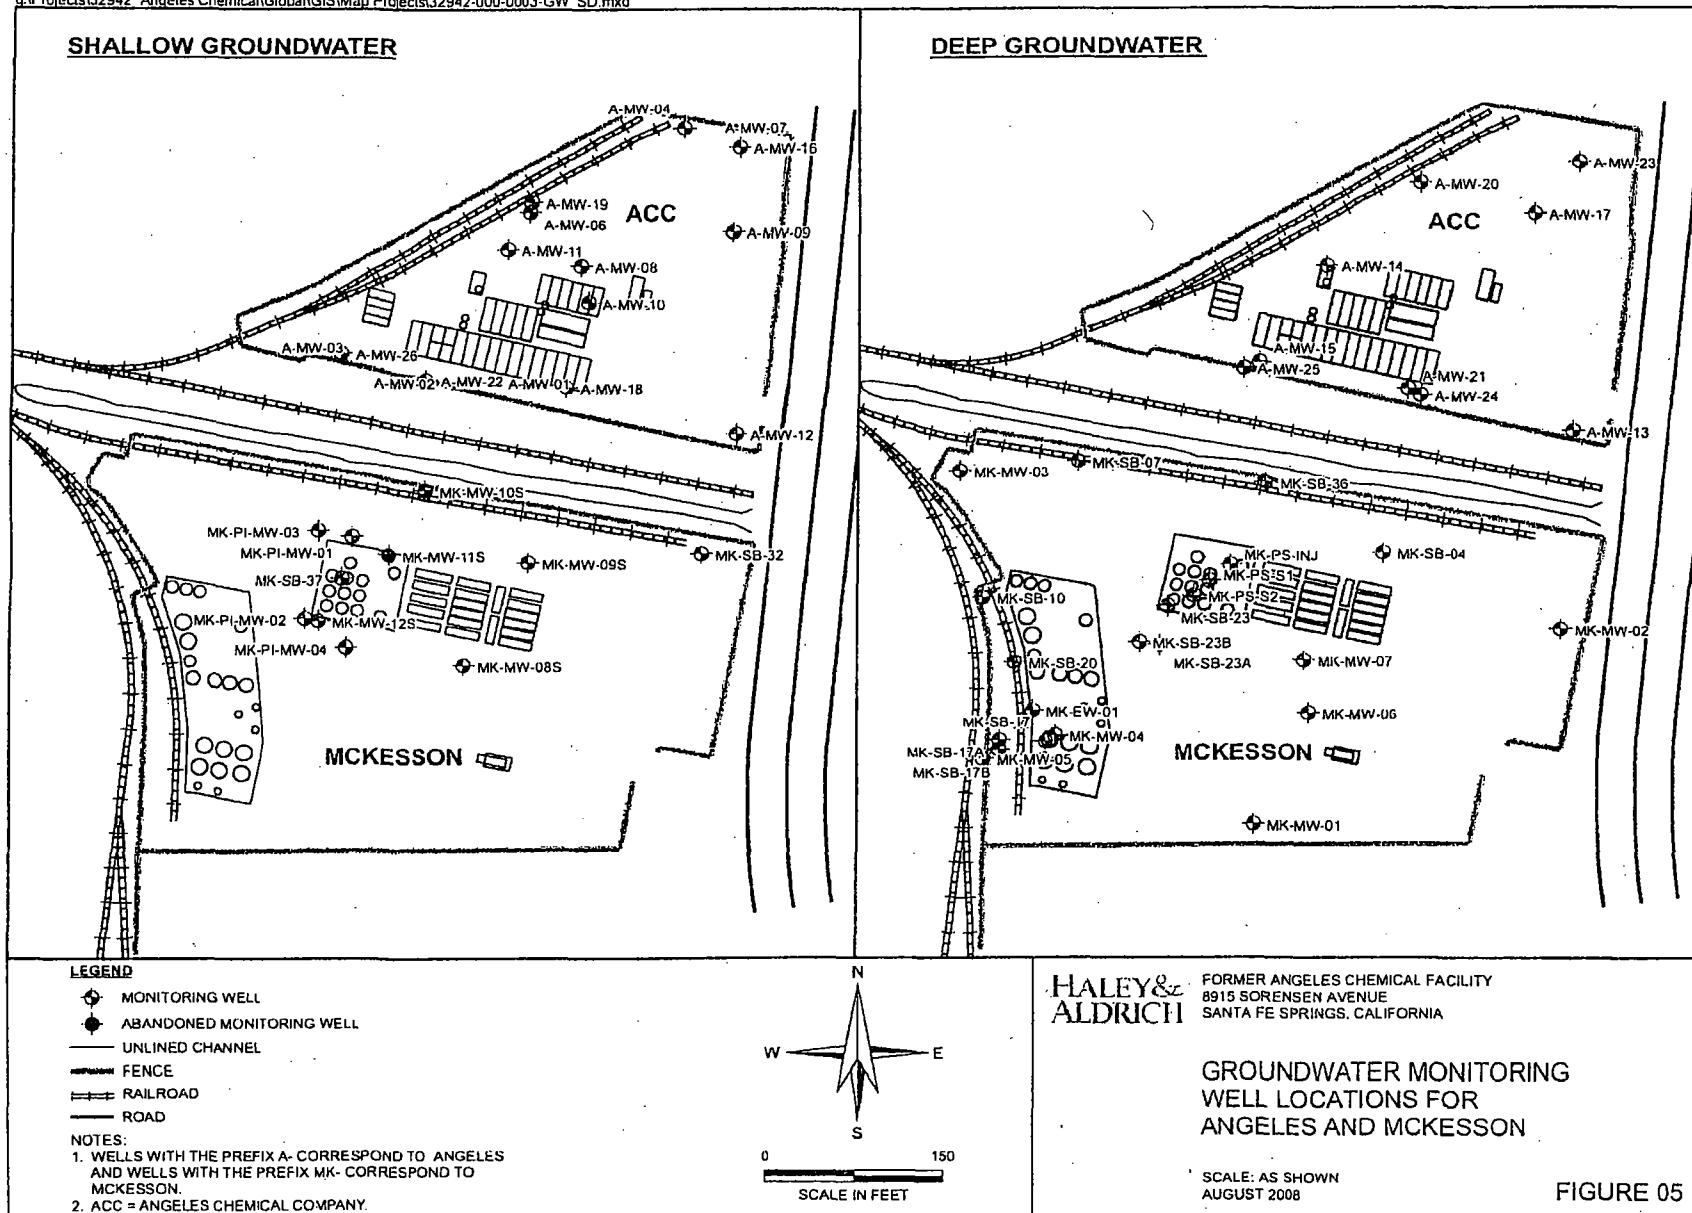 g:\Projects\32942_Angeles Chemical\Global\GIS\Map Projects\32942-000-0003-GW_SD.mxd
SHALLOW GROUNDWATER
A-MW-04
A-MW-07
A-MW-16
A-MW-19
ACC
A-MW-06
A-MW-09
A-MW-11
A-MW-08
A-MW-10
A-MW-03
A-MW-26
A-MW-02
A-MW-22
A-MW-01
A-MW-18
A-MW-12
MK-MW-10S
MK-PI-MW-03
MK-PI-MW-01
MK-MW-11S
MK-MW-09S
MK-SB-32
MK-SB-37
MK-PI-MW-02
MK-MW-12S
MK-PI-MW-04
MK-MW-08S
MCKESSON
DEEP GROUNDWATER
A-MW-23
A-MW-20
A-MW-17
ACC
A-MW-14
A-MW-15
A-MW-25
A-MW-21
A-MW-24
A-MW-13
MK-MW-03
MK-SB-07
MK-SB-36
MK-PS-INJ
MK-SB-04
MK-PS-S1
MK-SB-10
MK-PS-S2
MK-SB-23
MK-MW-02
MK-SB-23B
MK-SB-20
MK-SB-23A
MK-MW-07
MK-EW-01
MK-MW-06
MK-SB-17
MK-MW-04
MK-SB-17A
MK-MW-05
MK-SB-17B
MCKESSON
MK-MW-01
LEGEND
MONITORING WELL
ABANDONED MONITORING WELL
UNLINED CHANNEL
FENCE
RAILROAD
ROAD
NOTES:
1. WELLS WITH THE PREFIX A- CORRESPOND TO ANGELES
AND WELLS WITH THE PREFIX MK- CORRESPOND TO
MCKESSON.
2. ACC = ANGELES CHEMICAL COMPANY.
N
W
E
S
0 150
SCALE IN FEET
HALEY &
ALDRICH
FORMER ANGELES CHEMICAL FACILITY
8915 SORENSEN AVENUE
SANTA FE SPRINGS, CALIFORNIA
GROUNDWATER MONITORING
WELL LOCATIONS FOR
ANGELES AND MCKESSON
SCALE: AS SHOWN
AUGUST 2008
FIGURE 05